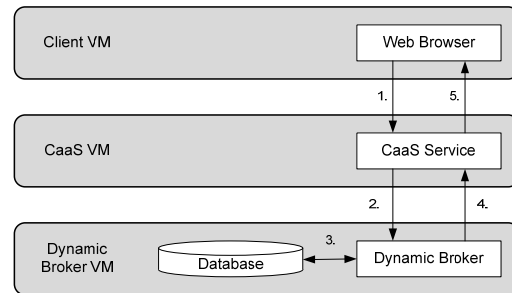 Client VM
Web Browser
1.
5.
CaaS VM
CaaS Service
2.
4.
Dynamic
Broker VM
Database
3.
Dynamic Broker